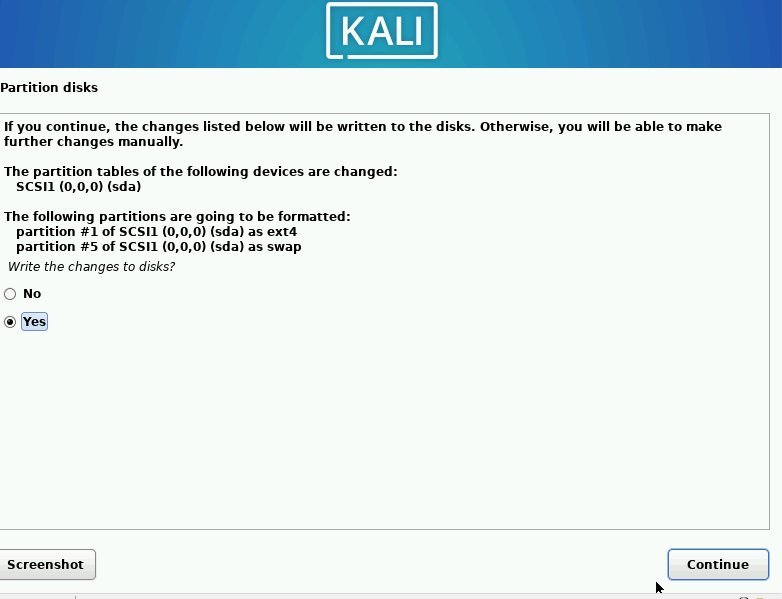 KALI
Partition disks
If you continue, the changes listed below will be written to the disks. Otherwise, you will be able to make
further changes manually.
The partition tables of the following devices are changed:
SCSI1 (0,0,0) (sda)
The following partitions are going to be formatted:
partition #1 of SCSI1 (0,0,0) (sda) as ext4
partition #5 of SCSI1 (0,0,0) (sda) as swap
Write the changes to disks?
No
Yes
Screenshot
Continue